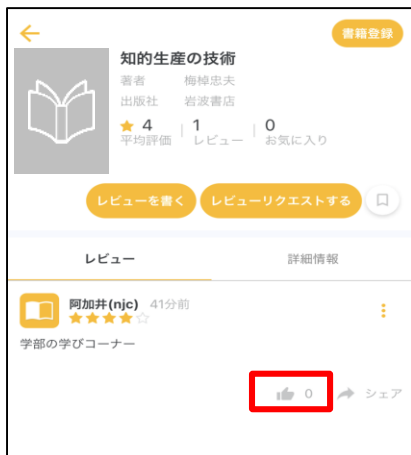 書籍登録
知的生産の技術
著者 梅棹忠夫
出版社 岩波書店
4 1 0
平均評価 レビュー お気に入り
レビューを書く レビューリクエストする
レビュー 詳細情報
阿加井(njc) 41分前
学部の学びコーナー
0 シェア